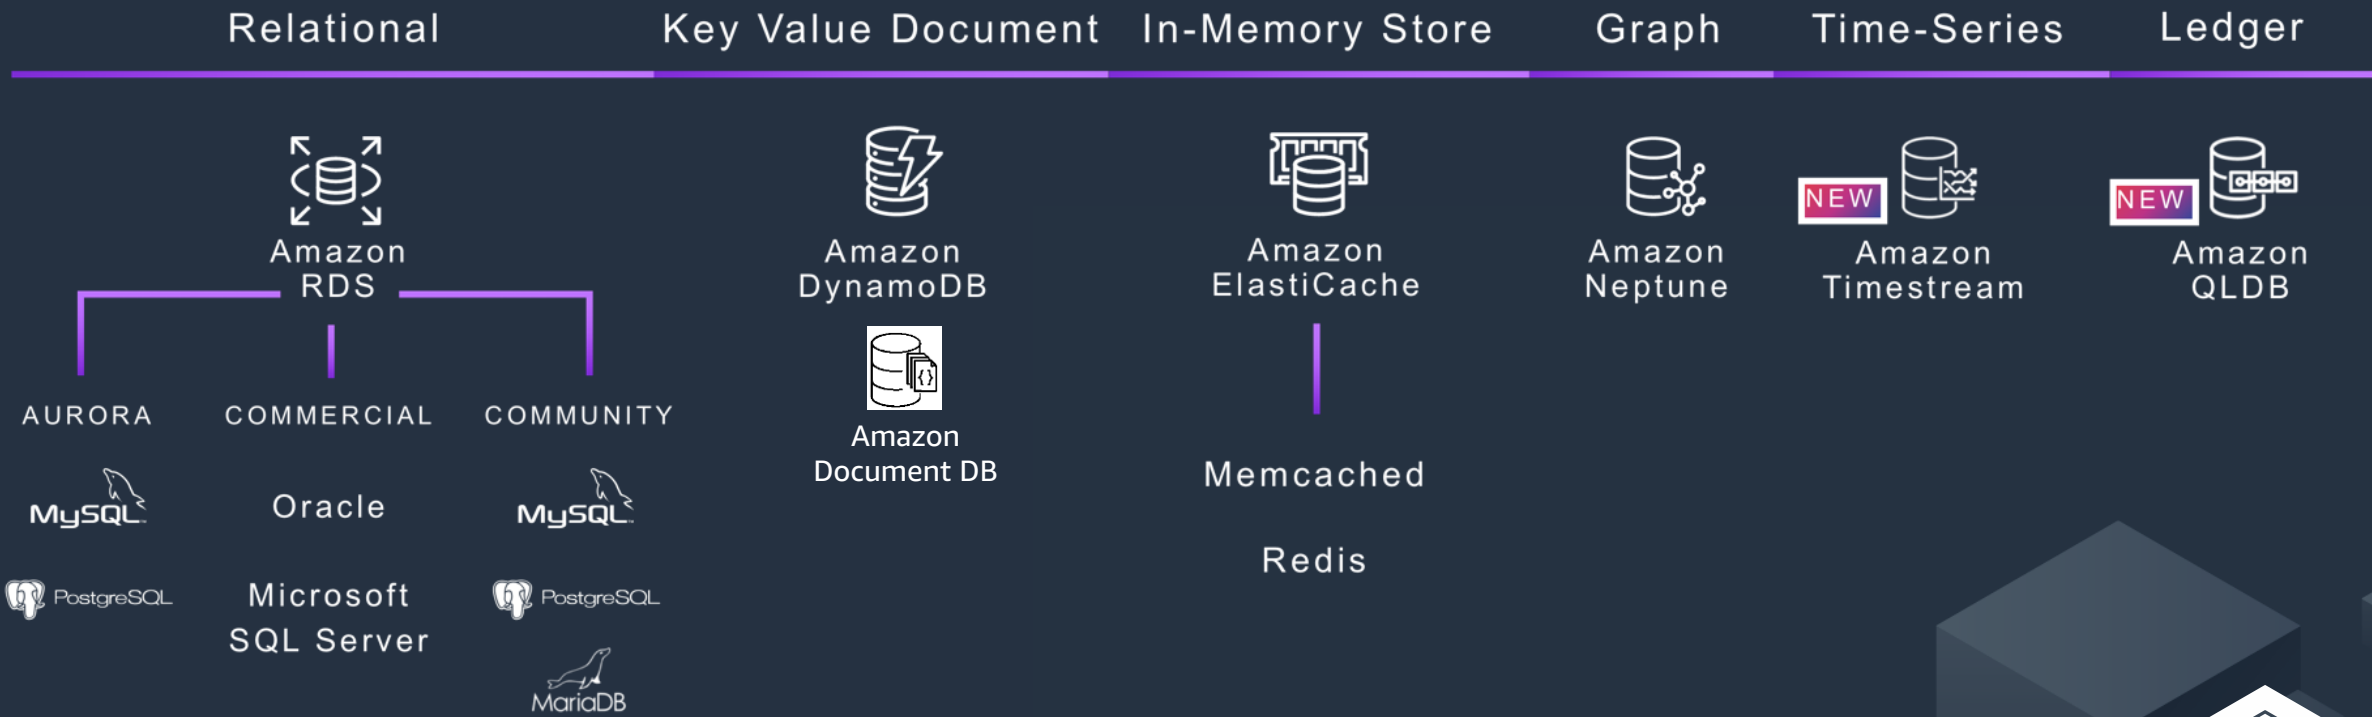 Relational
Key Value Document
In-Memory Store
Graph
Time-Series
Ledger
Amazon
RDS
AURORA
MySQL
PostgreSQL
COMMERCIAL
Oracle
Microsoft
SQL Server
COMMUNITY
MySQL
PostgreSQL
MariaDB
Amazon
DynamoDB
{}
Amazon
Document DB
Amazon
ElastiCache
Memcached
Redis
Amazon
Neptune
NEW
Amazon
Timestream
NEW
Amazon
QLDB